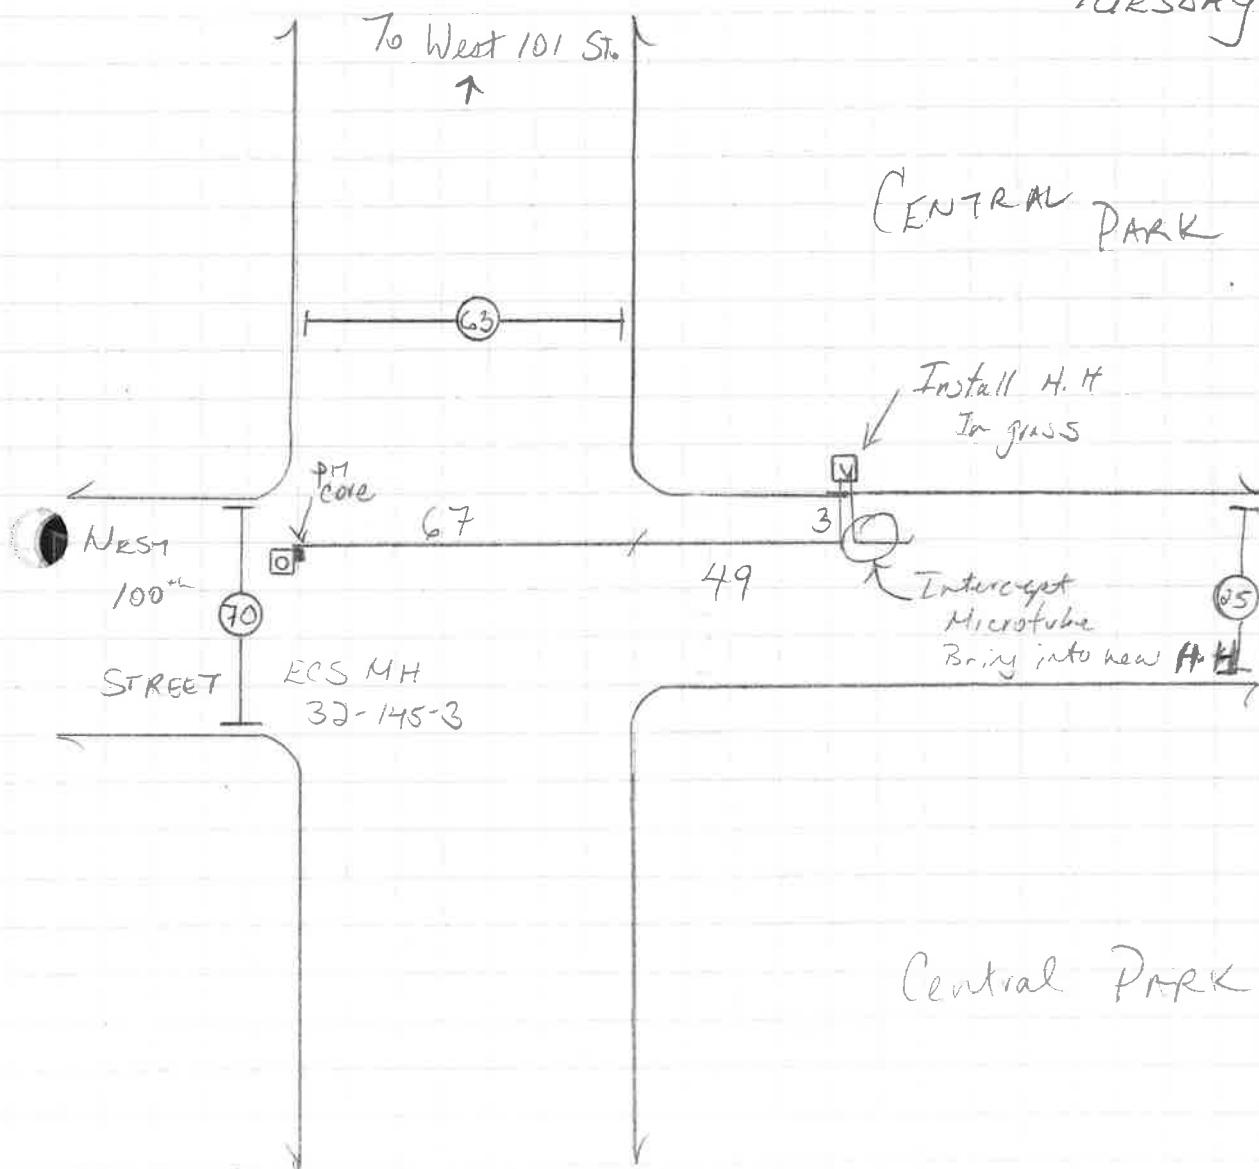 TUESDAY
To West 101 St.
↑
CENTRAL
PARK
63
Install H.H
In grass
core
67
3
49
WEST
100th
STREET
70
25
Intercept
Microtube
Bring into new H.H
ECS MH
32-145-3
Central PARK